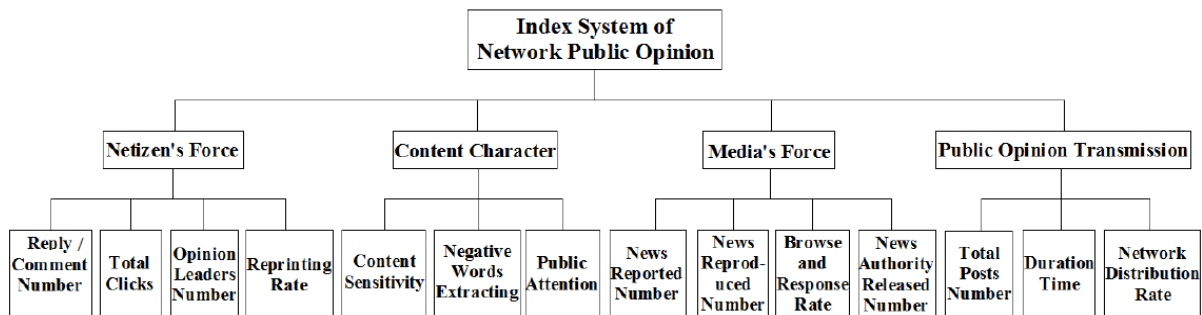 Index System of
Network Public Opinion
Netizen's Force
Content Character
Media's Force
Public Opinion Transmission
Reply /
Comment
Number
Total
Clicks
Opinion
Leaders
Number
Reprinting
Rate
Content
Sensitivity
Negative
Words
Extracting
Public
Attention
News
Reported
Number
News
Reprod-
uced
Number
Browse
and
Response
Rate
News
Authority
Released
Number
Total
Posts
Number
Duration
Time
Network
Distribution
Rate